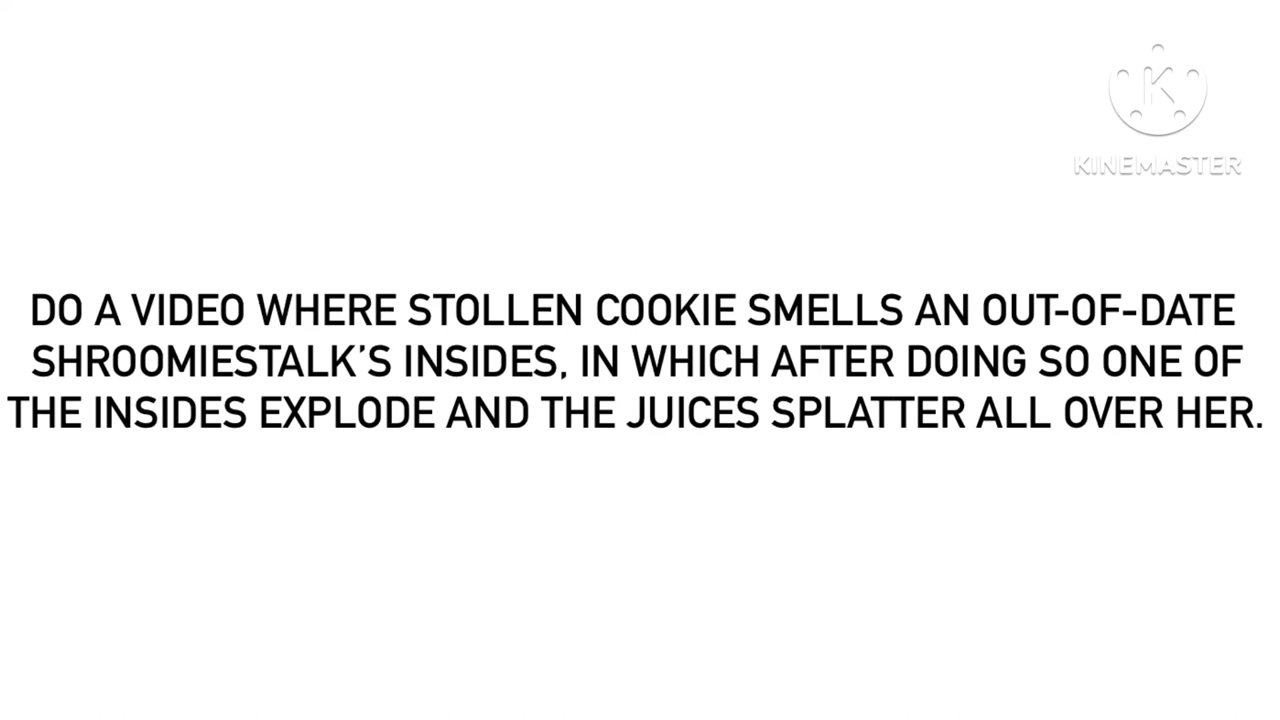 KINEMASTER
DO A VIDEO WHERE STOLLEN COOKIE SMELLS AN OUT-OF-DATE
SHROOMIESTALK'S INSIDES, IN WHICH AFTER DOING SO ONE OF
THE INSIDES EXPLODE AND THE JUICES SPLATTER ALL OVER HER.